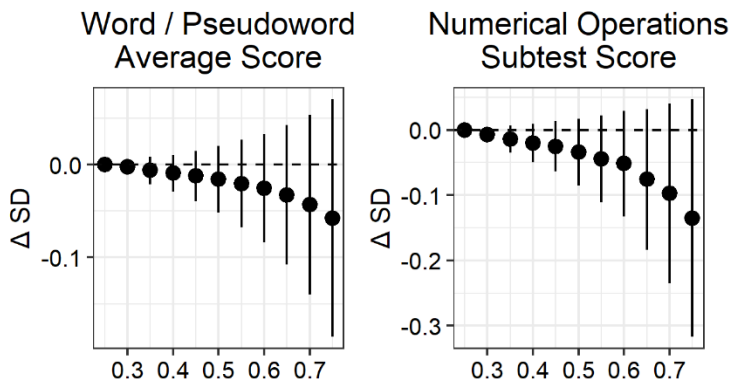 Word / Pseudoword
Average Score
Numerical Operations
Subtest Score
Δ SD
0.0
-0.1
0.3 0.4 0.5 0.6 0.7
Δ SD
0.0
-0.1
-0.2
-0.3
0.3 0.4 0.5 0.6 0.7